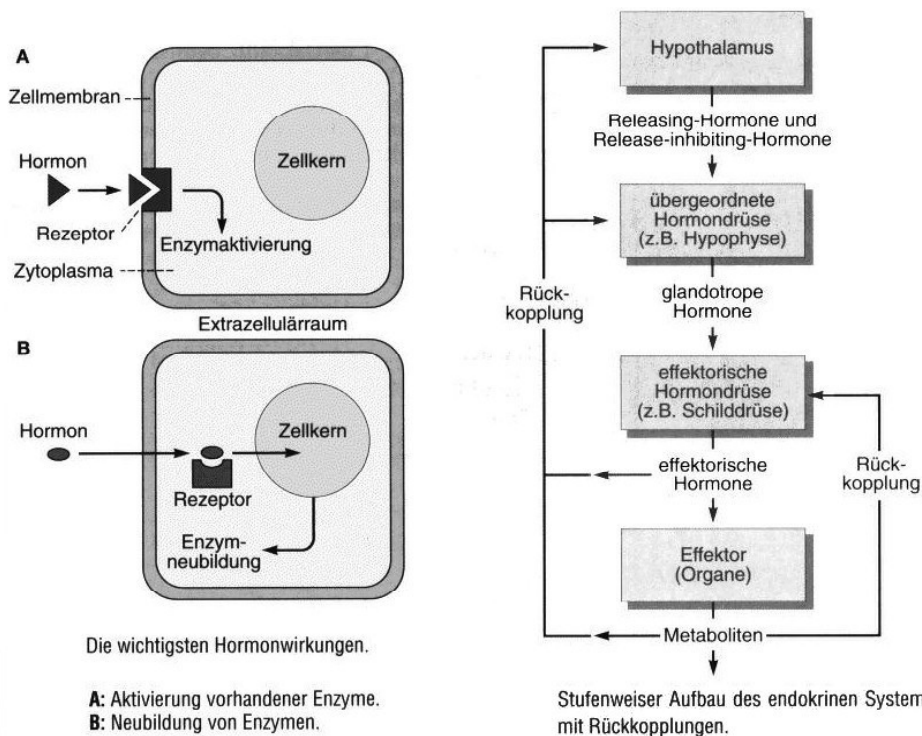 A
Zellmembran
Hormon
Zellkern
Rezeptor
Enzymaktivierung
Zytoplasma
Extrazellulärraum
B
Hormon
Zellkern
Rezeptor
Enzym-
neubildung
Die wichtigsten Hormonwirkungen.
A: Aktivierung vorhandener Enzyme.
B: Neubildung von Enzymen.
Hypothalamus
Releasing-Hormone und
Release-inhibiting-Hormone
übergeordnete
Hormondrüse
(z.B. Hypophyse)
Rück-
kopplung
glandotrope
Hormone
effektorische
Hormondrüse
(z.B. Schilddrüse)
effektorische
Hormone
Rück-
kopplung
Effektor
(Organe)
Metaboliten
Stufenweiser Aufbau des endokrinen System
mit Rückkopplungen.